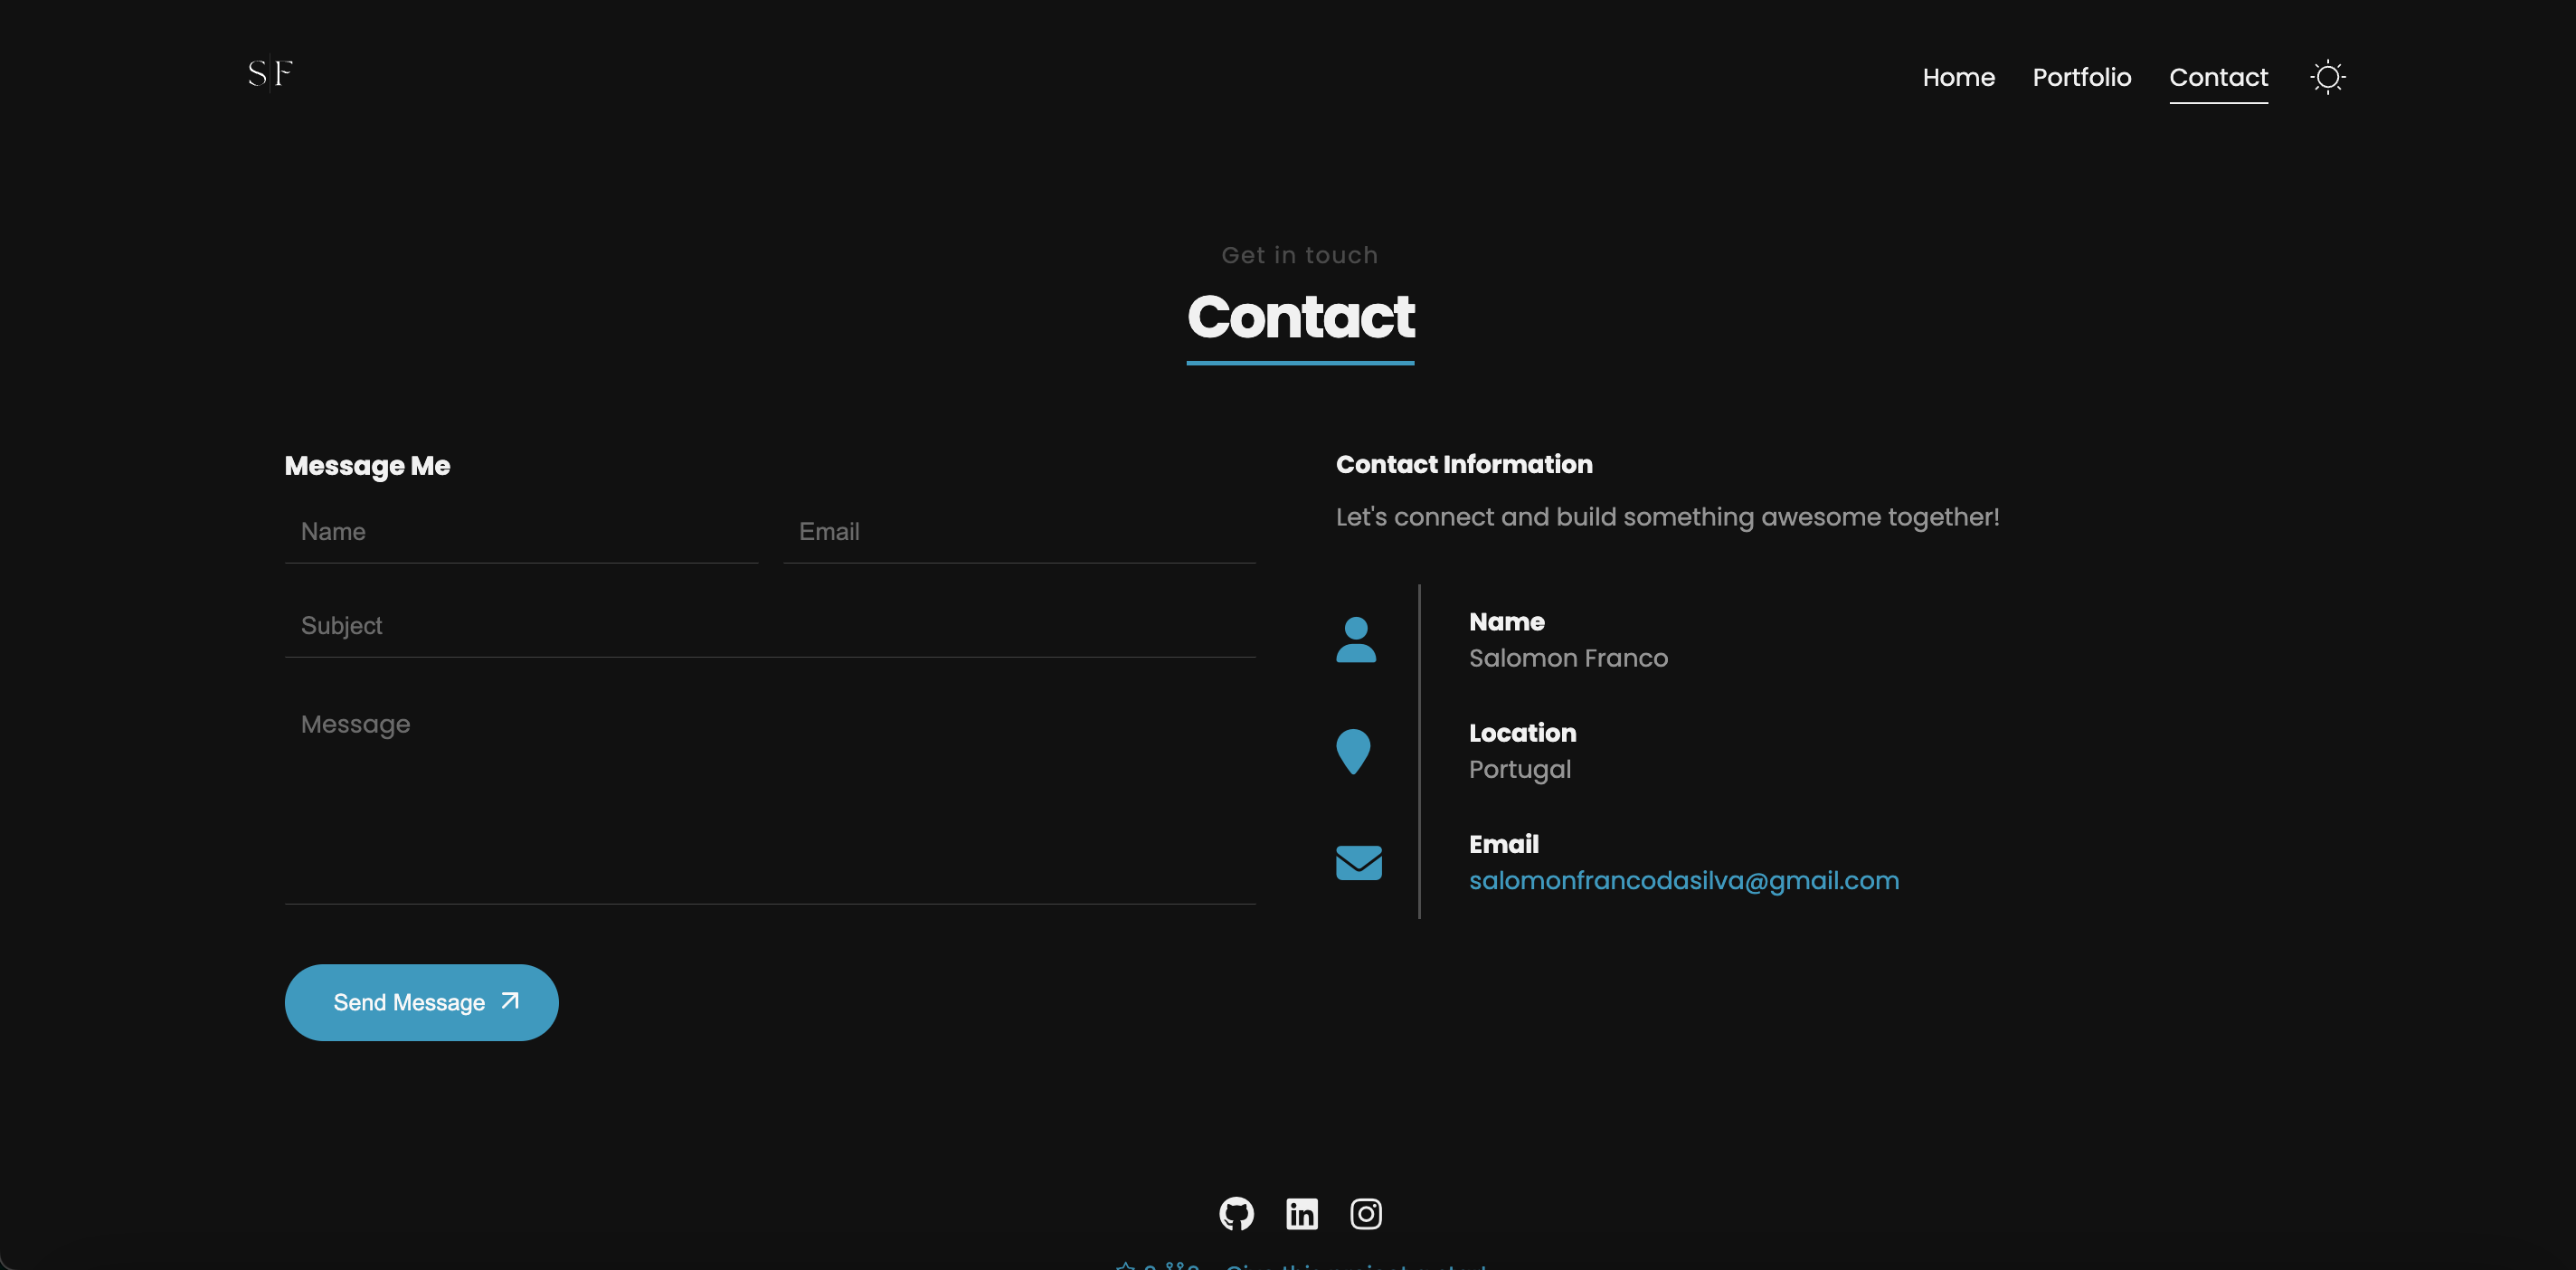 S|F
Home Portfolio Contact
Get in touch
Contact
Message Me
Name Email
Subject
Message
Send Message
Contact Information
Let's connect and build something awesome together!
Name
Salomon Franco
Location
Portugal
Email
salomonfrancodasilva@gmail.com